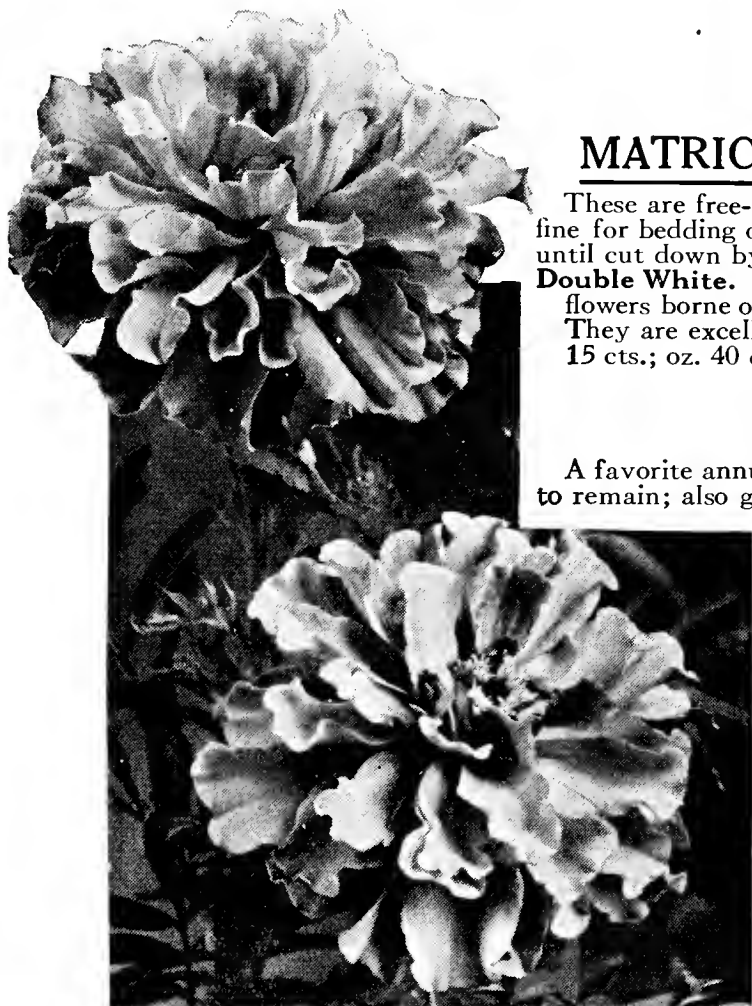 MATRIC
These are free-
fine for bedding o
until cut down by
Double White.
flowers borne o
They are excell
15 cts.; oz. 40 c
A favorite annu
to remain; also g